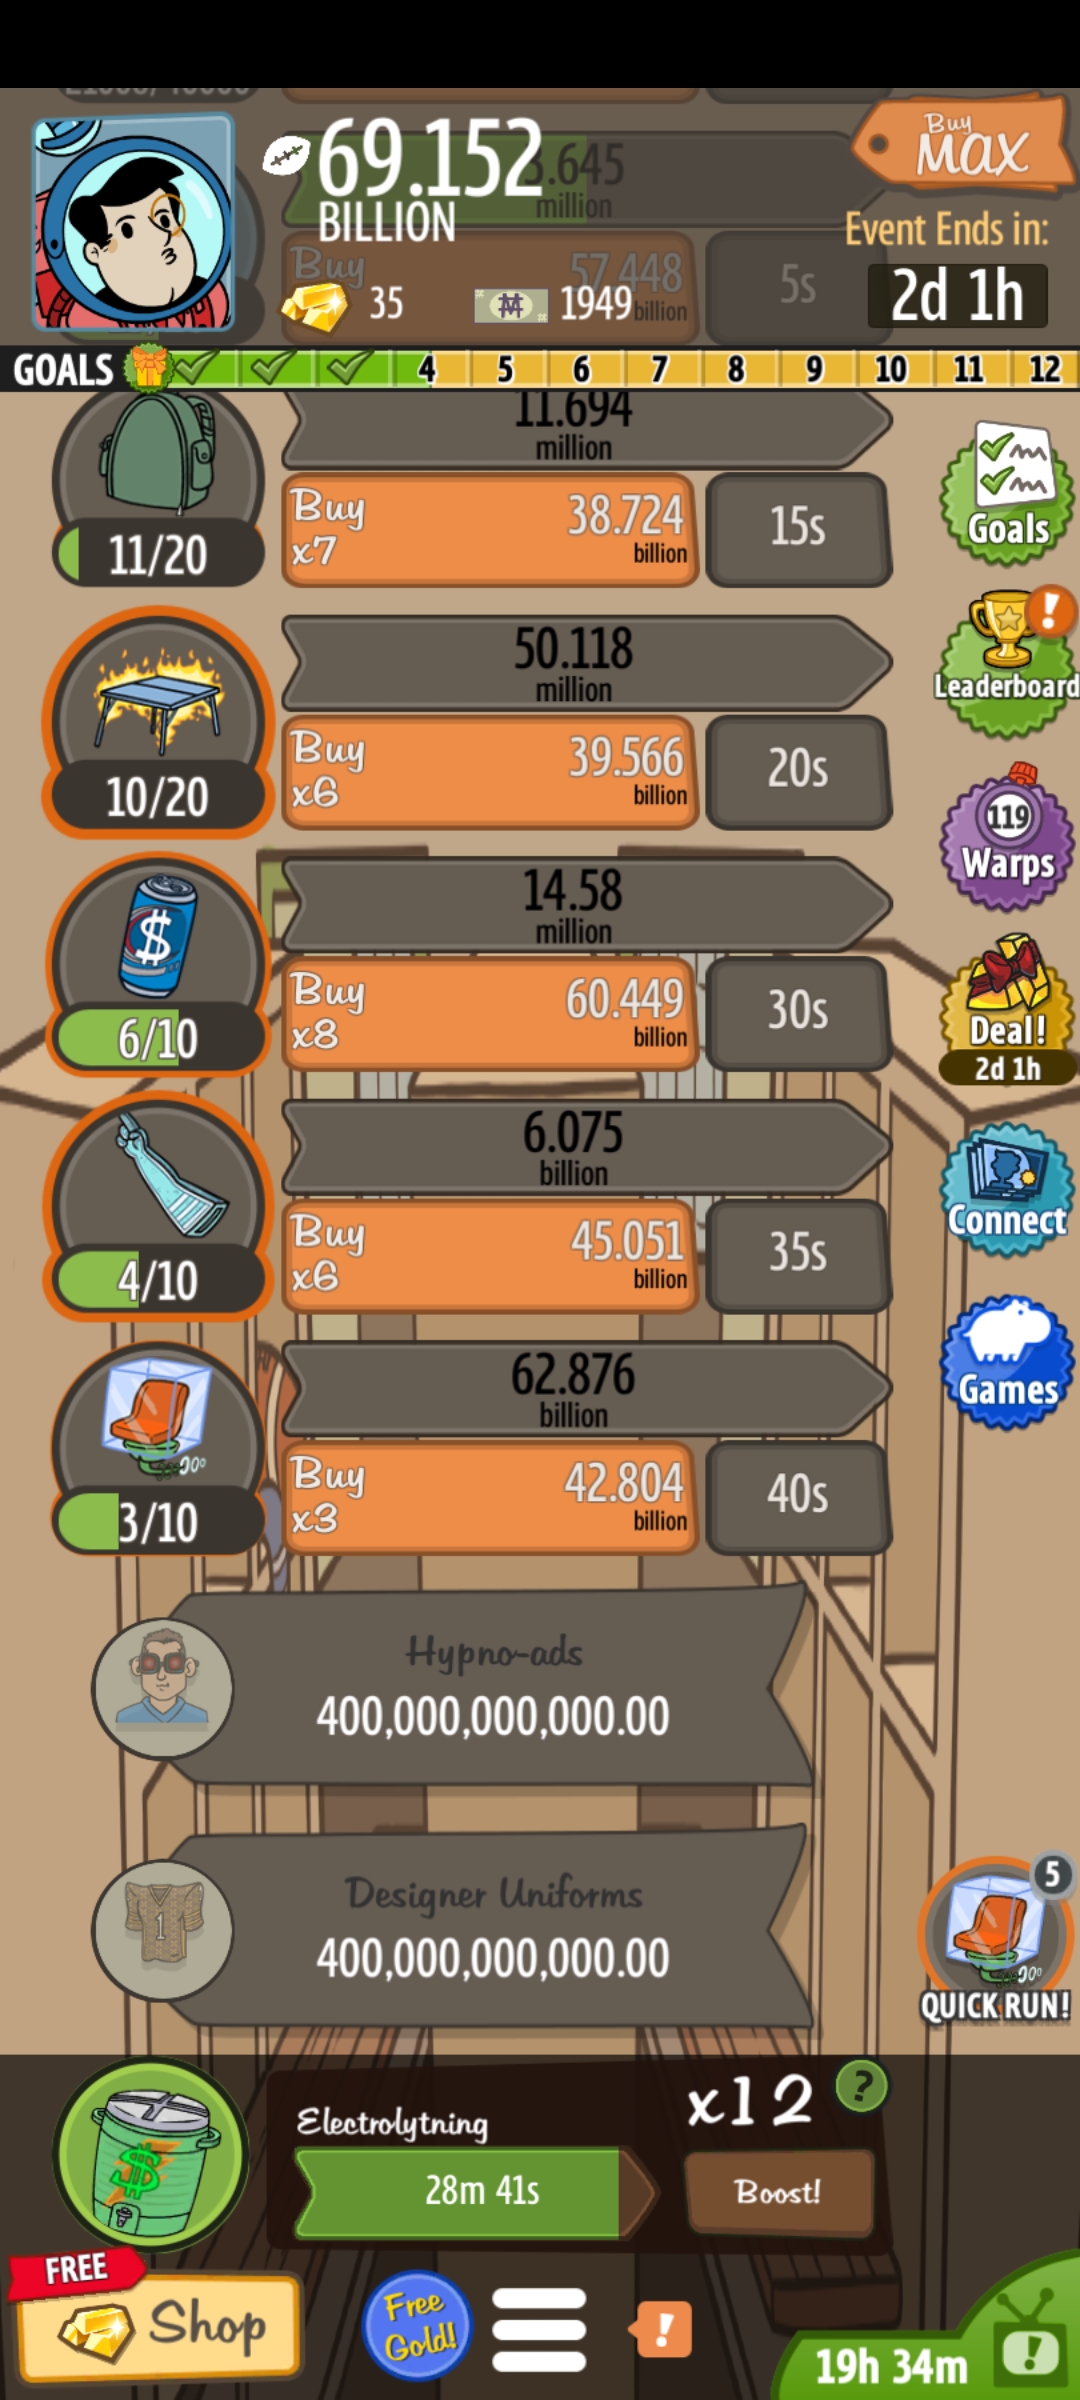 69.152
BILLION
3.645
million
Buy
MAX
Event Ends in:
2d 1h
35
1949
Buy
57.448
billion
5s
GOALS
4 5 6 7 8 9 10 11 12
11.694
million
11/20
Buy
x7
38.724
billion
15s
Goals
50.118
million
10/20
Buy
x6
39.566
billion
20s
!
Leaderboard
14.58
million
6/10
Buy
x8
60.449
billion
30s
119
Warps
Deal!
2d 1h
6.075
billion
4/10
Buy
x6
45.051
billion
35s
Connect
62.876
billion
3/10
Buy
x3
42.804
billion
40s
Games
Hypno-ads
400,000,000,000.00
1
Designer Uniforms
400,000,000,000.00
5
QUICK RUN!
Electrolytning
28m 41s
x12
?
Boost!
FREE
Shop
Free
Gold!
!
19h 34m
!